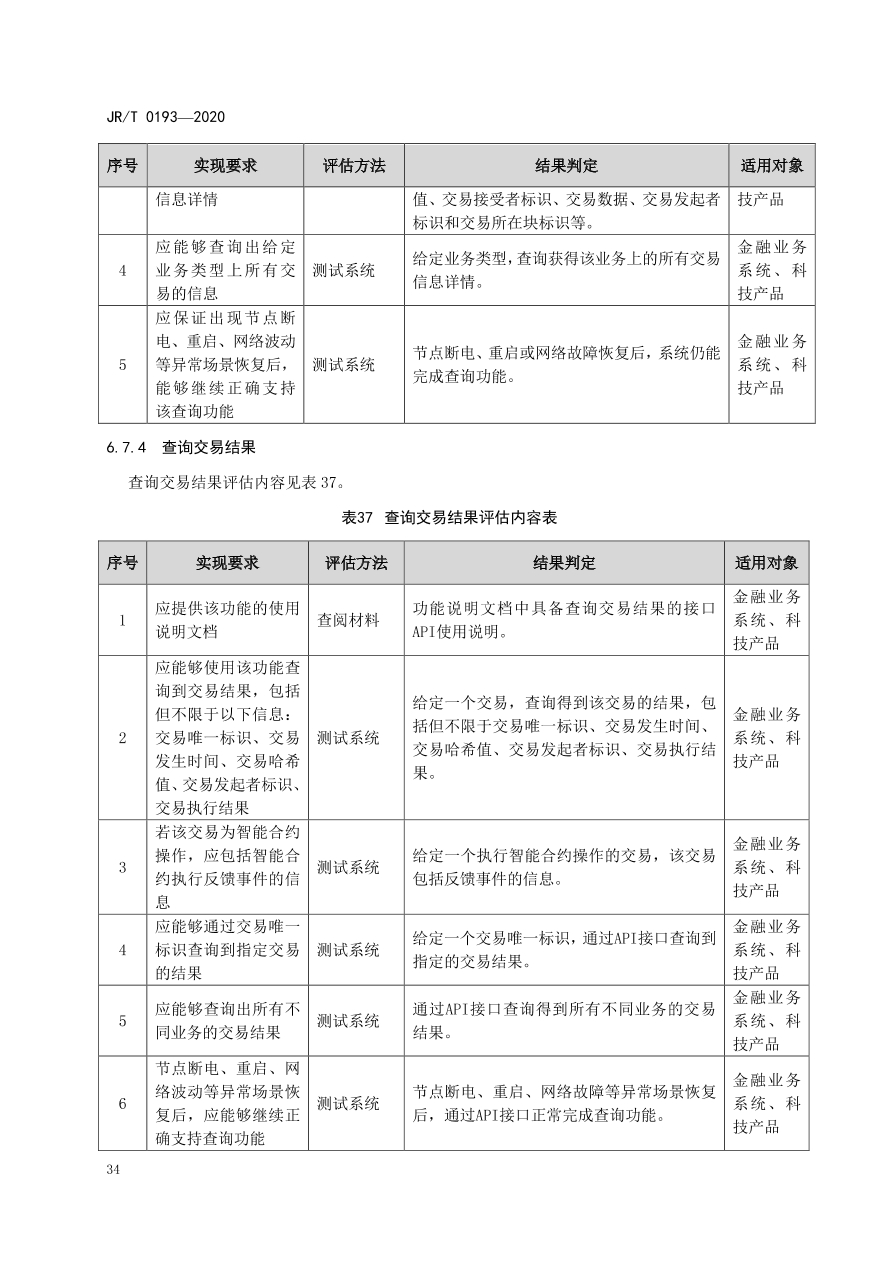 JR/T 0193—2020
序号 实现要求 评估方法 结果判定 适用对象
信息详情
值、交易接受者标识、交易数据、交易发起者
标识和交易所在块标识等。
技产品
4
应能够查询出给定
业务类型上所有交
易的信息
测试系统
给定业务类型，查询获得该业务上的所有交易
信息详情。
金融业务
系统、科
技产品
5
应保证出现节点断
电、重启、网络波动
等异常场景恢复后，
能够继续正确支持
该查询功能
测试系统
节点断电、重启或网络故障恢复后，系统仍能
完成查询功能。
金融业务
系统、科
技产品
6.7.4 查询交易结果
查询交易结果评估内容见表 37。
表37 查询交易结果评估内容表
序号 实现要求 评估方法 结果判定 适用对象
1
应提供该功能的使用
说明文档
查阅材料
功能说明文档中具备查询交易结果的接口
API使用说明。
金融业务
系统、科
技产品
2
应能够使用该功能查
询到交易结果，包括
但不限于以下信息：
交易唯一标识、交易
发生时间、交易哈希
值、交易发起者标识、
交易执行结果
测试系统
给定一个交易，查询得到该交易的结果，包
括但不限于交易唯一标识、交易发生时间、
交易哈希值、交易发起者标识、交易执行结
果。
金融业务
系统、科
技产品
3
若该交易为智能合约
操作，应包括智能合
约执行反馈事件的信
息
测试系统
给定一个执行智能合约操作的交易，该交易
包括反馈事件的信息。
金融业务
系统、科
技产品
4
应能够通过交易唯一
标识查询到指定交易
的结果
测试系统
给定一个交易唯一标识，通过API接口查询到
指定的交易结果。
金融业务
系统、科
技产品
5
应能够查询出所有不
同业务的交易结果
测试系统
通过API接口查询得到所有不同业务的交易
结果。
金融业务
系统、科
技产品
6
节点断电、重启、网
络波动等异常场景恢
复后，应能够继续正
确支持查询功能
测试系统
节点断电、重启、网络故障等异常场景恢复
后，通过API接口正常完成查询功能。
金融业务
系统、科
技产品
34